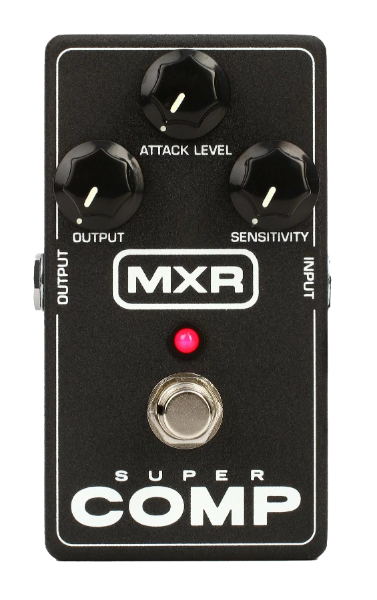 ATTACK LEVEL
OUTPUT
SENSITIVITY
OUTPUT
INPUT
MXR
SUPER
COMP